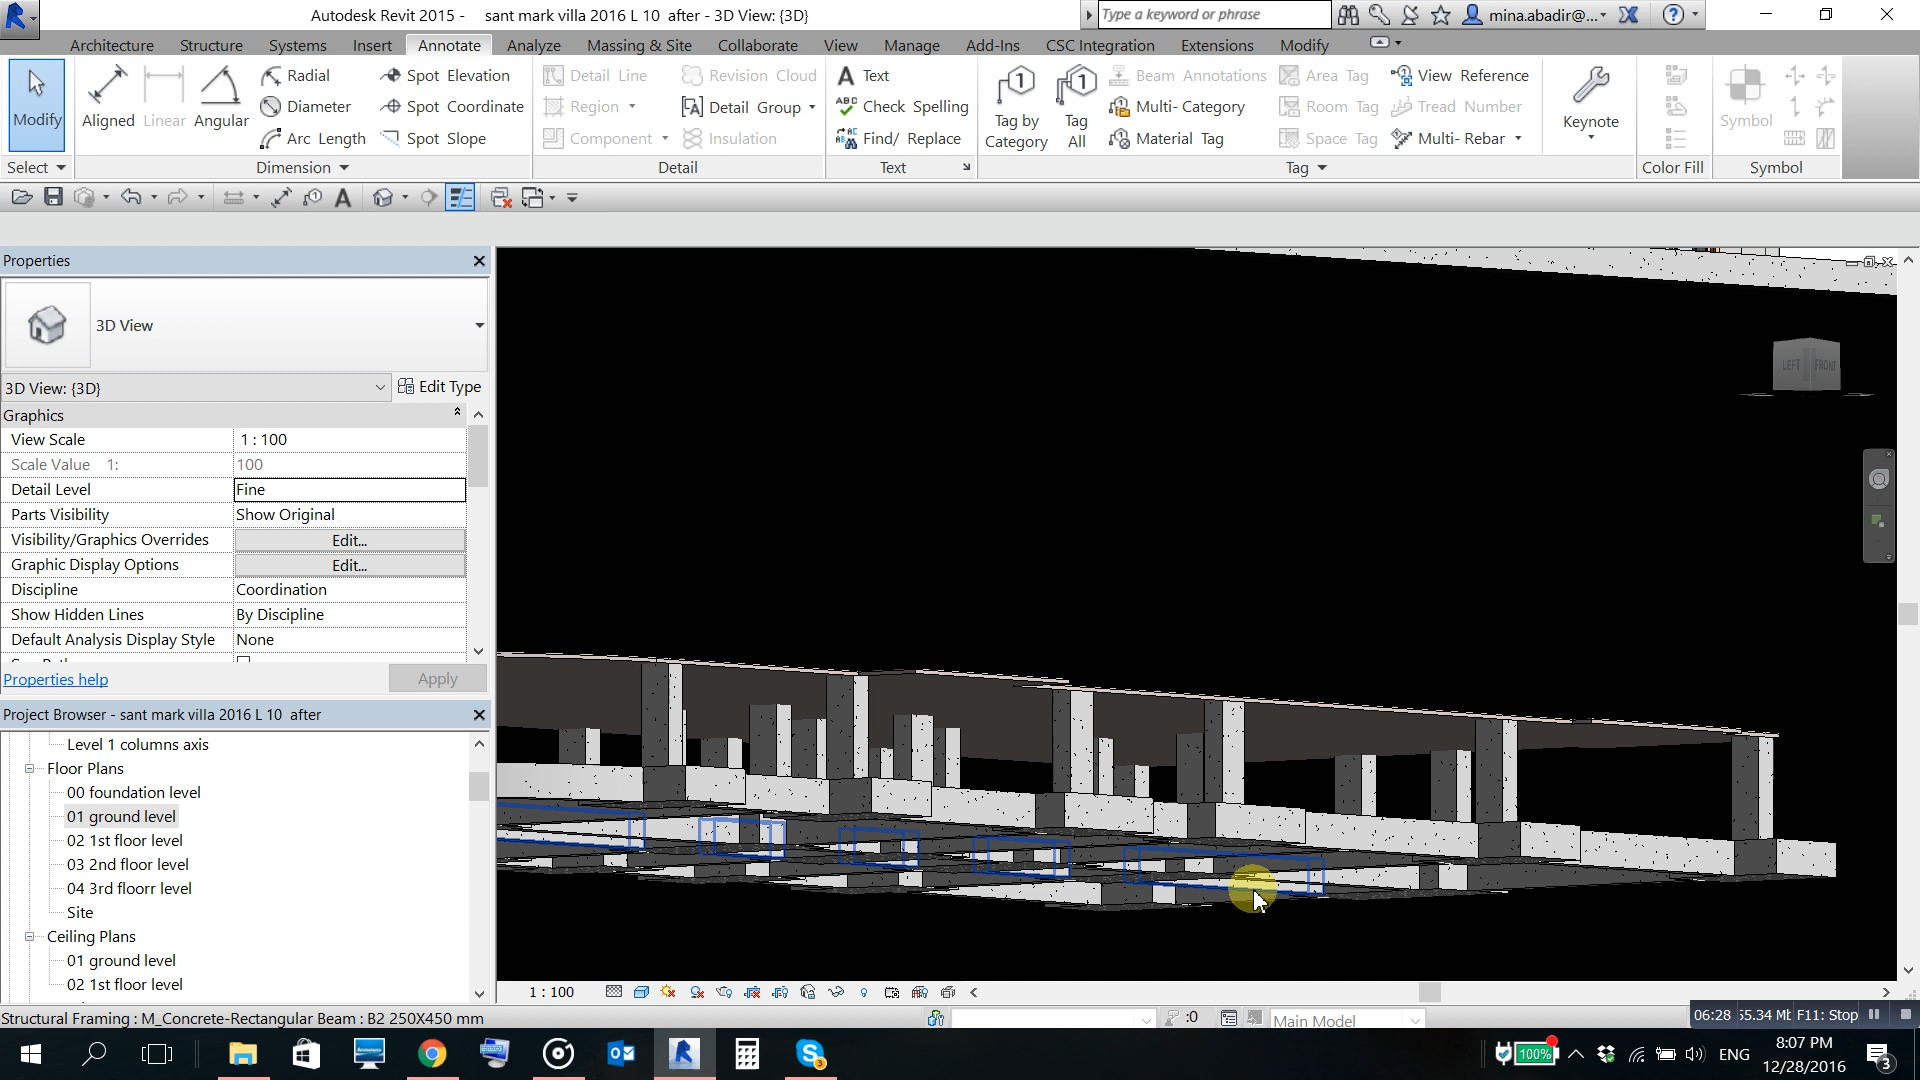 Autodesk Revit 2015 - sant mark villa 2016 L 10 after - 3D View: {3D}
Type a keyword or phrase
mina.abadir@...
Architecture Structure Systems Insert Annotate Analyze Massing & Site Collaborate View Manage Add-Ins CSC Integration Extensions Modify
Modify
Aligned
Linear
Angular
Radial
Diameter
Arc Length
Spot Elevation
Spot Coordinate
Spot Slope
Detail Line
Region
Component
Revision Cloud
Detail Group
Insulation
Text
Check Spelling
Find/ Replace
Tag by
Category
Tag
All
Beam Annotations
Multi- Category
Material Tag
Area Tag
Room Tag
Space Tag
View Reference
Tread Number
Multi- Rebar
Keynote
Symbol
Select
Dimension
Detail
Text
Tag
Color Fill
Symbol
Properties
3D View
3D View: {3D}
Edit Type
Graphics
View Scale 1 : 100
Scale Value 1: 100
Detail Level Fine
Parts Visibility Show Original
Visibility/Graphics Overrides Edit...
Graphic Display Options Edit...
Discipline Coordination
Show Hidden Lines By Discipline
Default Analysis Display Style None
Properties help
Apply
Project Browser - sant mark villa 2016 L 10 after
Level 1 columns axis
Floor Plans
00 foundation level
01 ground level
02 1st floor level
03 2nd floor level
04 3rd floorr level
Site
Ceiling Plans
01 ground level
02 1st floor level
LEFT FRONT
1 : 100
Structural Framing : M_Concrete-Rectangular Beam : B2 250X450 mm
:0
Main Model
06:28
F11: Stop
100%
ENG
8:07 PM
12/28/2016
3
3